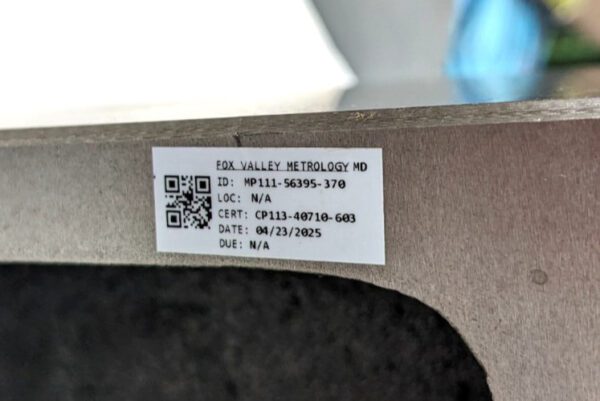 FOX VALLEY METROLOGY MD
ID: MP111-56395-370
LOC: N/A
CERT: CP113-40710-603
DATE: 04/23/2025
DUE: N/A